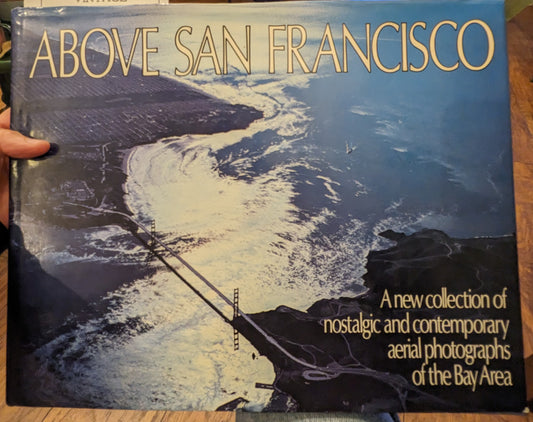 ABOVE SAN FRANCISCO
A new collection of
nostalgic and contemporary
aerial photographs
of the Bay Area